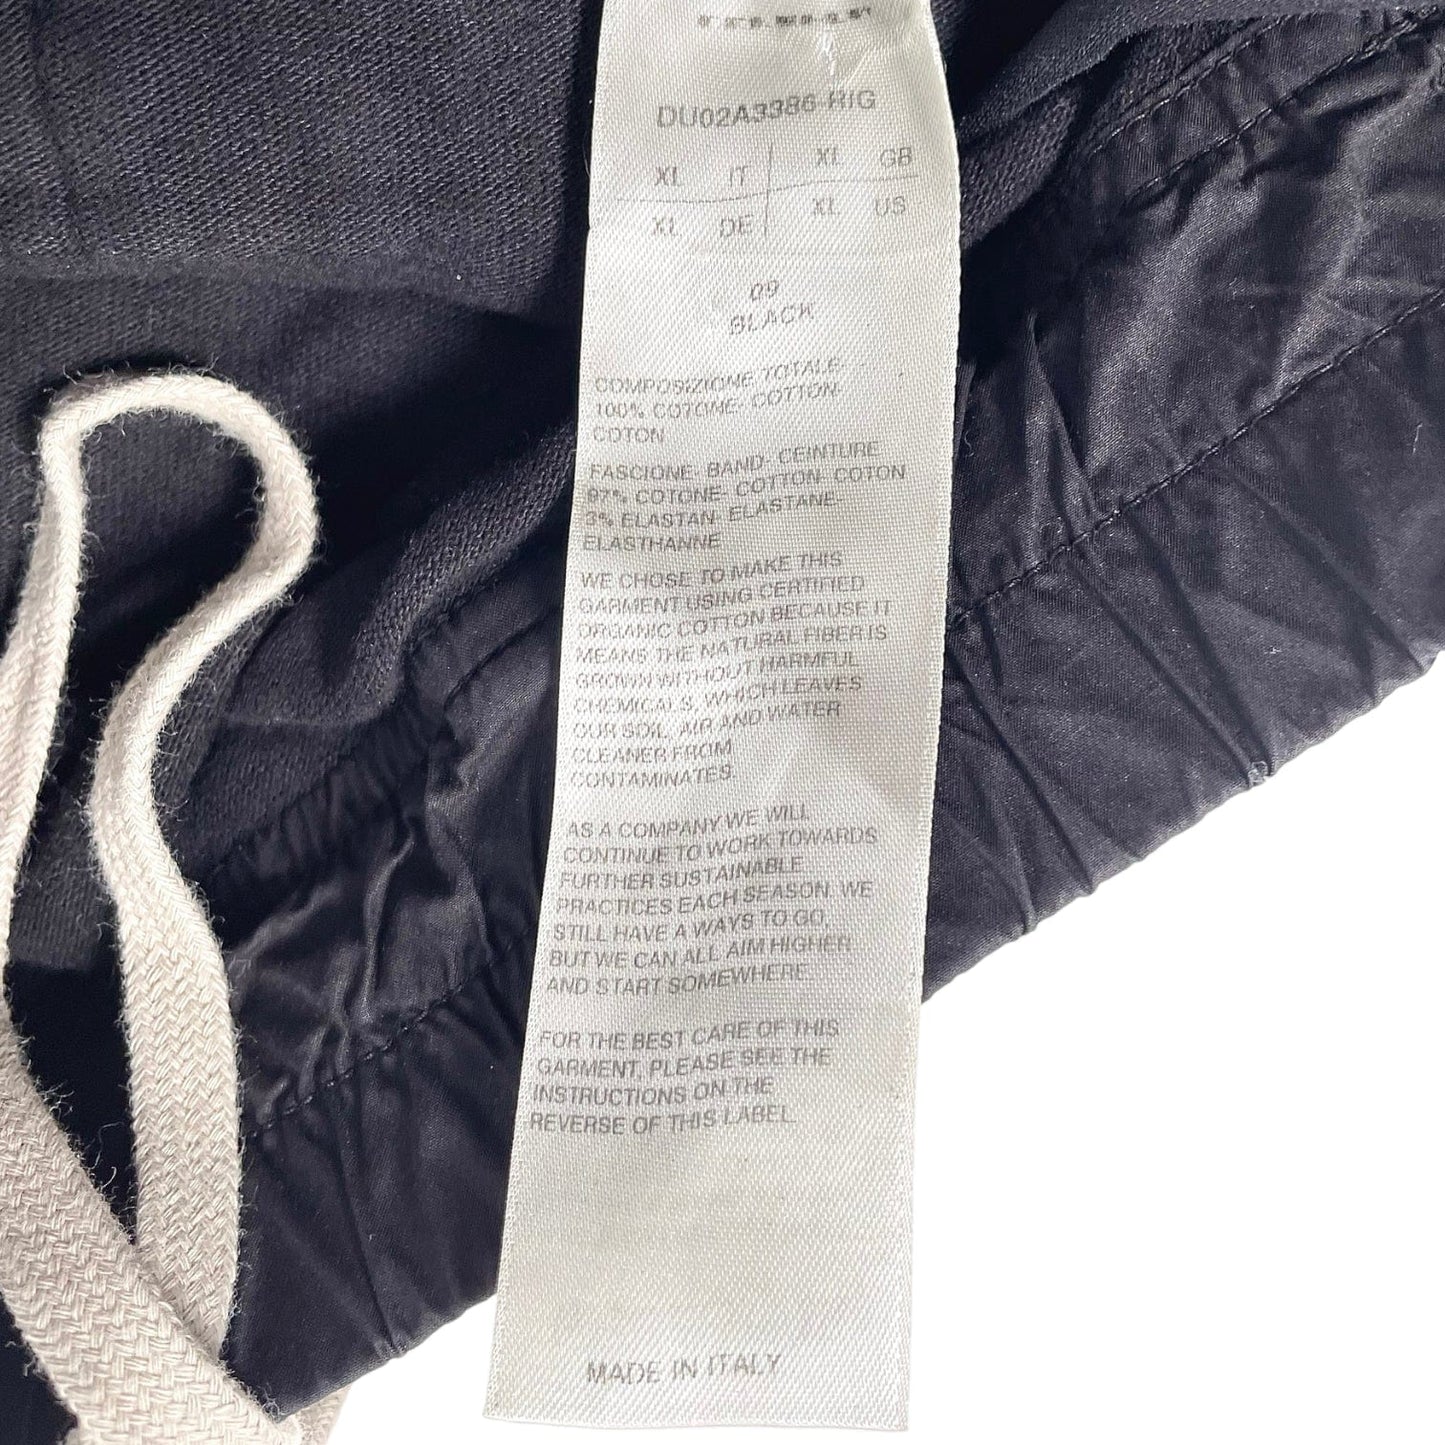 DU02A3386-RIG
XL IT XL GB
XL DE XL US
09
BLACK
COMPOSIZIONE TOTALE-
100% COTONE- COTTON-
COTON
FASCIONE- BAND- CEINTURE
97% COTONE- COTTON- COTON
3% ELASTAN- ELASTANE-
ELASTHANNE
WE CHOSE TO MAKE THIS
GARMENT USING CERTIFIED
ORGANIC COTTON BECAUSE IT
MEANS THE NATURAL FIBER IS
GROWN WITHOUT HARMFUL
CHEMICALS, WHICH LEAVES
OUR SOIL, AIR AND WATER
CLEANER FROM
CONTAMINATES.
AS A COMPANY WE WILL
CONTINUE TO WORK TOWARDS
FURTHER SUSTAINABLE
PRACTICES EACH SEASON. WE
STILL HAVE A WAYS TO GO,
BUT WE CAN ALL AIM HIGHER
AND START SOMEWHERE.
FOR THE BEST CARE OF THIS
GARMENT, PLEASE SEE THE
INSTRUCTIONS ON THE
REVERSE OF THIS LABEL.
MADE IN ITALY